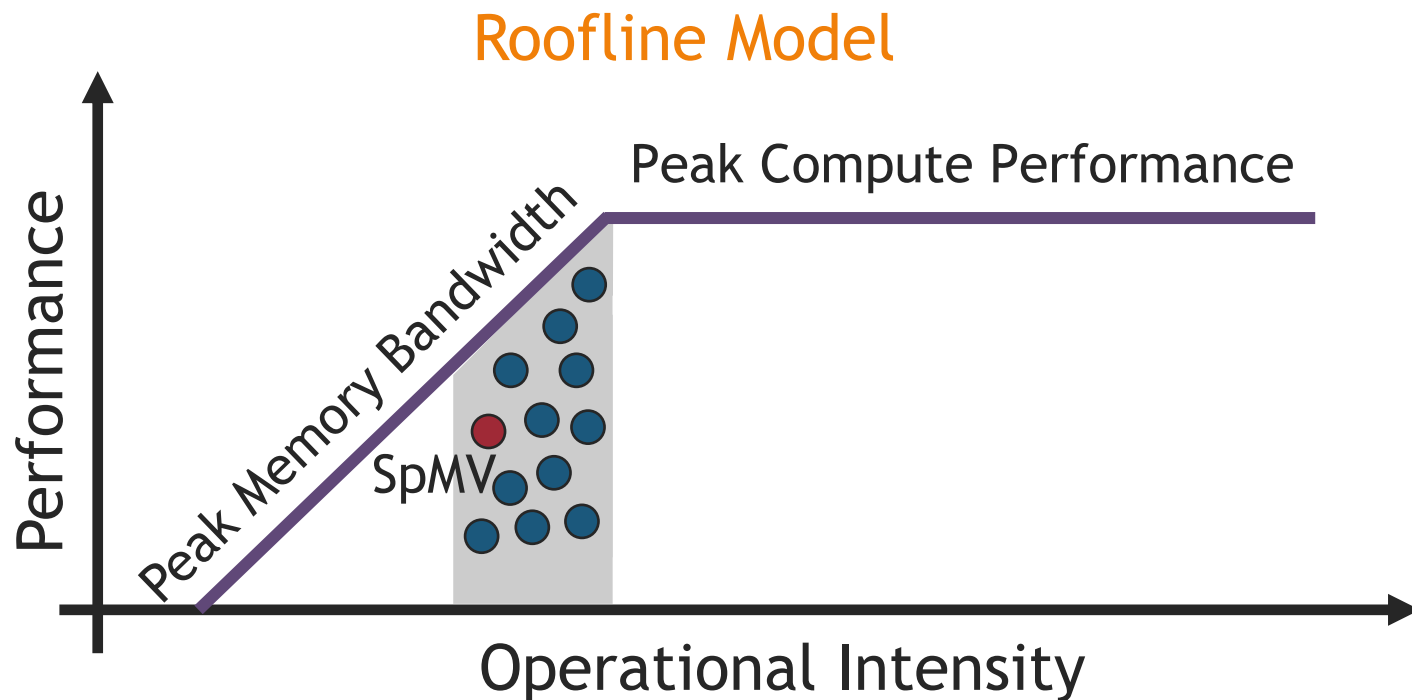 Roofline Model
Peak Compute Performance
Peak Memory Bandwidth
Performance
SpMV
Operational Intensity